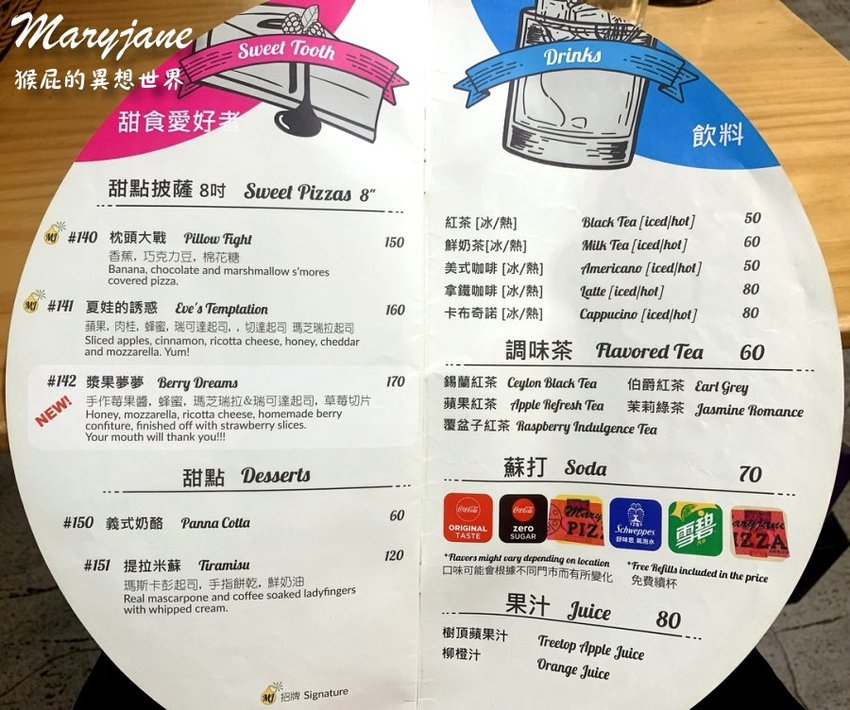 Maryjane
猴屁的異想世界
Sweet Tooth
甜食愛好者
甜點披薩 8吋 Sweet Pizzas 8"
MJ #140 枕頭大戰 Pillow Fight 150
香蕉, 巧克力豆, 棉花糖
Banana, chocolate and marshmallow s'mores
covered pizza.
MJ #141 夏娃的誘惑 Eve's Temptation 160
蘋果, 肉桂, 蜂蜜, 瑞可達起司, , 切達起司 瑪芝瑞拉起司
Sliced apples, cinnamon, ricotta cheese, honey, cheddar
and mozzarella. Yum!
#142 漿果夢夢 Berry Dreams 170
NEW!
手作莓果醬, 蜂蜜, 瑪芝瑞拉&瑞可達起司, 草莓切片
Honey, mozzarella, ricotta cheese, homemade berry
confiture, finished off with strawberry slices.
Your mouth will thank you!!!
甜點 Desserts
#150 義式奶酪 Panna Cotta 60
#151 提拉米蘇 Tiramisu 120
瑪斯卡彭起司, 手指餅乾, 鮮奶油
Real mascarpone and coffee soaked ladyfingers
with whipped cream.
MJ 招牌 Signature
Drinks
飲料
紅茶 [冰/熱] Black Tea [iced/hot] 50
鮮奶茶[冰/熱] Milk Tea [iced/hot] 60
美式咖啡 [冰/熱] Americano [iced/hot] 50
拿鐵咖啡 [冰/熱] Latte [iced/hot] 80
卡布奇諾 [冰/熱] Cappucino [iced/hot] 80
調味茶 Flavored Tea 60
錫蘭紅茶 Ceylon Black Tea 伯爵紅茶 Earl Grey
蘋果紅茶 Apple Refresh Tea 茉莉綠茶 Jasmine Romance
覆盆子紅茶 Raspberry Indulgence Tea
蘇打 Soda 70
Coca-Cola
ORIGINAL
TASTE
Coca-Cola
zero
SUGAR
Mary
PIZ
Schweppes
舒味思 氣泡水
雪碧
aryjane
IZZA
*Flavors might vary depending on location
口味可能會根據不同門市而有所變化
*Free Refills included in the price
免費續杯
果汁 Juice 80
樹頂蘋果汁 Treetop Apple Juice
柳橙汁 Orange Juice